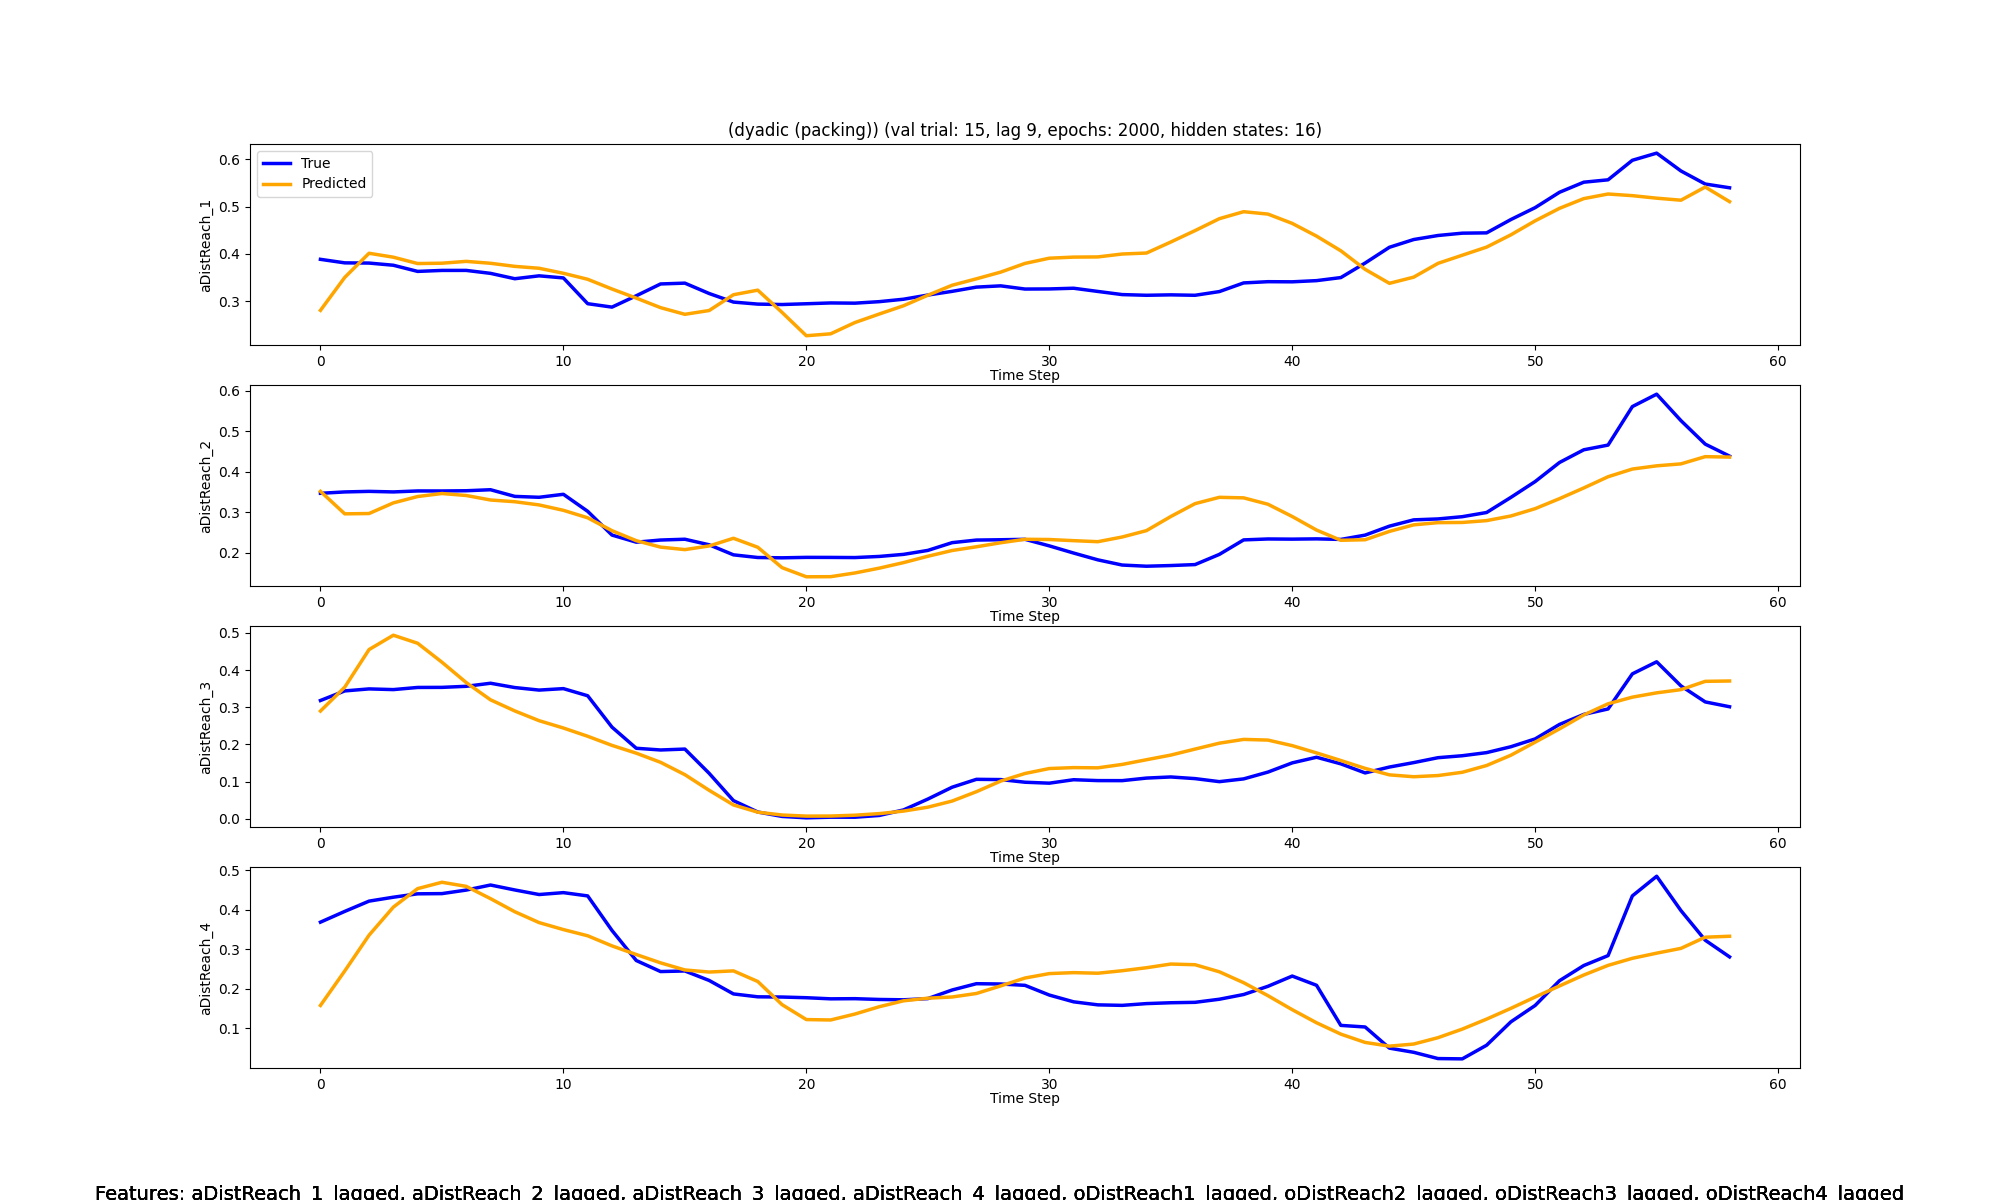 (dyadic (packing)) (val trial: 15, lag 9, epochs: 2000, hidden states: 16)
True
Predicted
aDistReach_1
0.6
0.5
0.4
0.3
0 10 20 30 40 50 60
Time Step
aDistReach_2
0.6
0.5
0.4
0.3
0.2
0 10 20 30 40 50 60
Time Step
aDistReach_3
0.5
0.4
0.3
0.2
0.1
0.0
0 10 20 30 40 50 60
Time Step
aDistReach_4
0.5
0.4
0.3
0.2
0.1
0 10 20 30 40 50 60
Time Step
Features: aDistReach_1_lagged, aDistReach_2_lagged, aDistReach_3_lagged, aDistReach_4_lagged, oDistReach1_lagged, oDistReach2_lagged, oDistReach3_lagged, oDistReach4_lagged